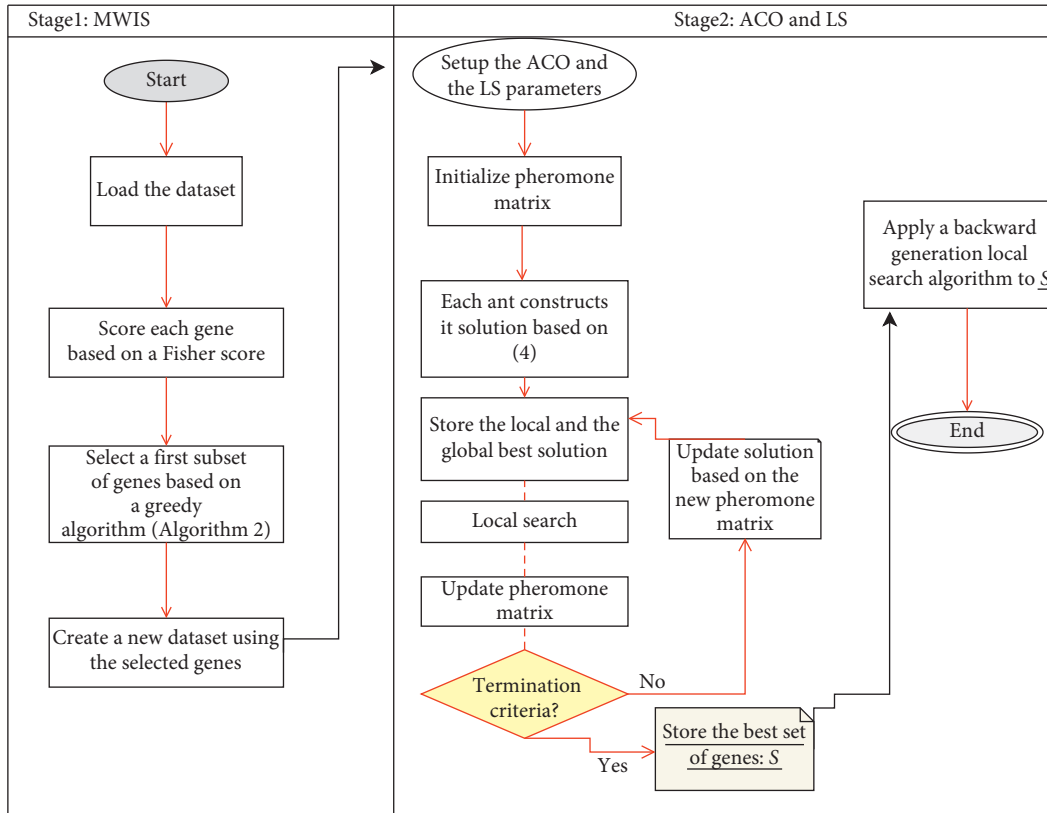 Stage1: MWIS
Stage2: ACO and LS
Start
Load the dataset
Score each gene
based on a Fisher score
Select a first subset
of genes based on
a greedy
algorithm (Algorithm 2)
Create a new dataset using
the selected genes
Setup the ACO and
the LS parameters
Initialize pheromone
matrix
Each ant constructs
it solution based on
(4)
Store the local and the
global best solution
Local search
Update pheromone
matrix
Termination
criteria?
No
Yes
Update solution
based on the
new pheromone
matrix
Store the best set
of genes: S
Apply a backward
generation local
search algorithm to S
End